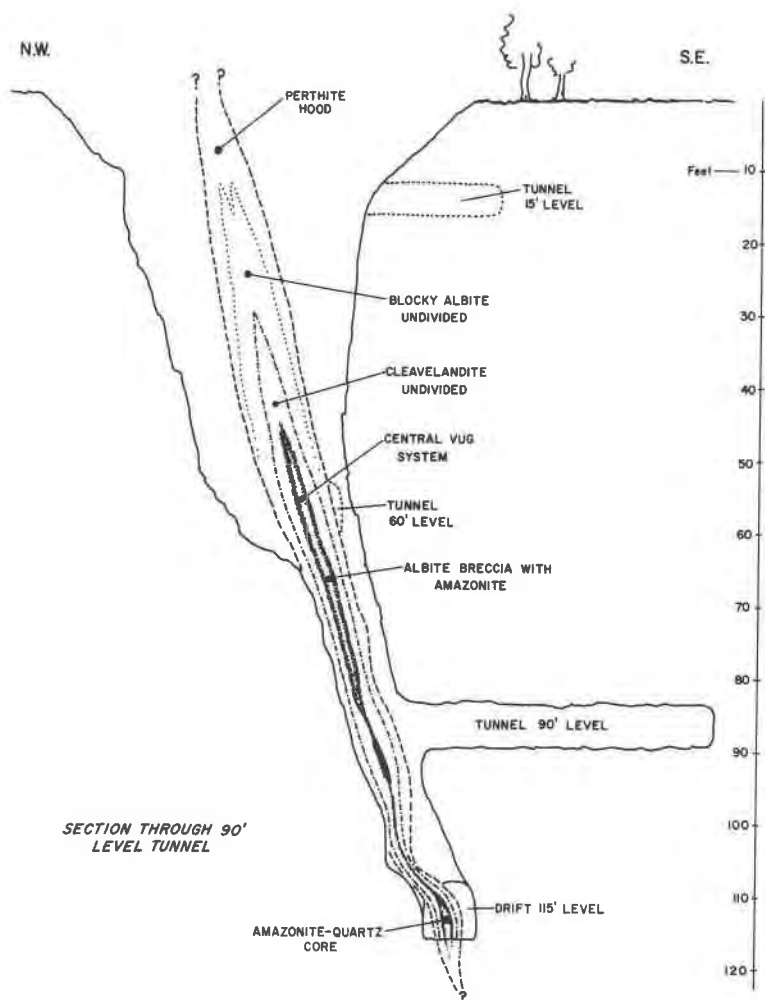 N.W.
S.E.
? ?
PERTHITE
HOOD
Feet 10
TUNNEL
15' LEVEL
20
BLOCKY ALBITE
UNDIVIDED
30
CLEAVELANDITE
UNDIVIDED
40
CENTRAL VUG
SYSTEM
50
TUNNEL
60' LEVEL
60
ALBITE BRECCIA WITH
AMAZONITE
70
80
TUNNEL 90' LEVEL
90
SECTION THROUGH 90'
LEVEL TUNNEL
100
110
DRIFT 115' LEVEL
AMAZONITE-QUARTZ
CORE
120
?